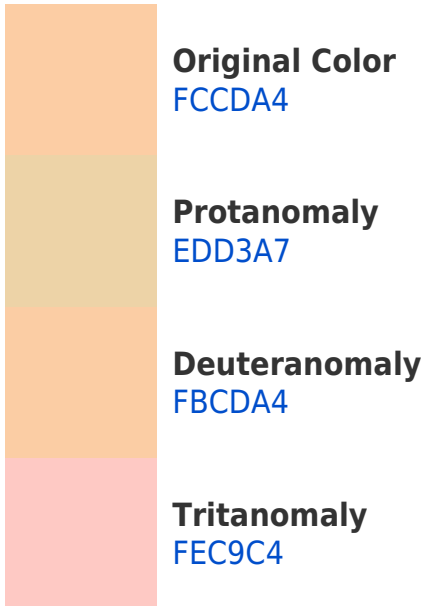 Original Color
FCCDA4
Protanomaly
EDD3A7
Deuteranomaly
FBCDA4
Tritanomaly
FEC9C4